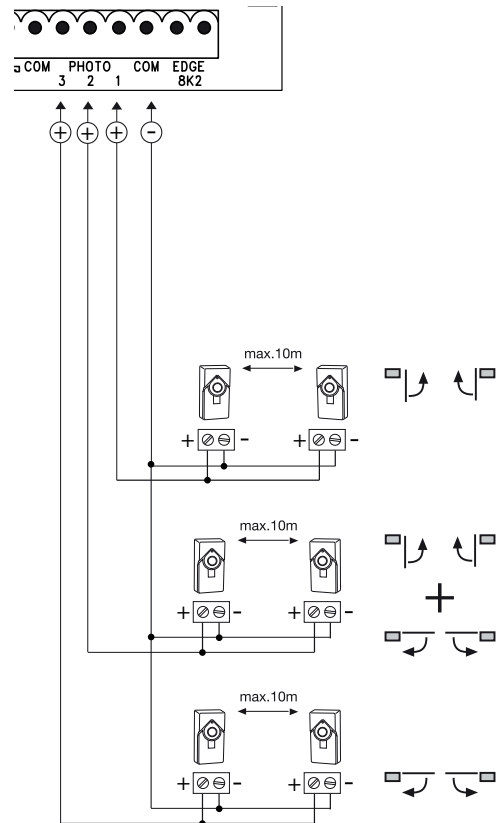 COM PHOTO COM EDGE
3 2 1 8K2
+ + + -
max.10m
+ - + -
max.10m
+ - + -
+
max.10m
+ - + -